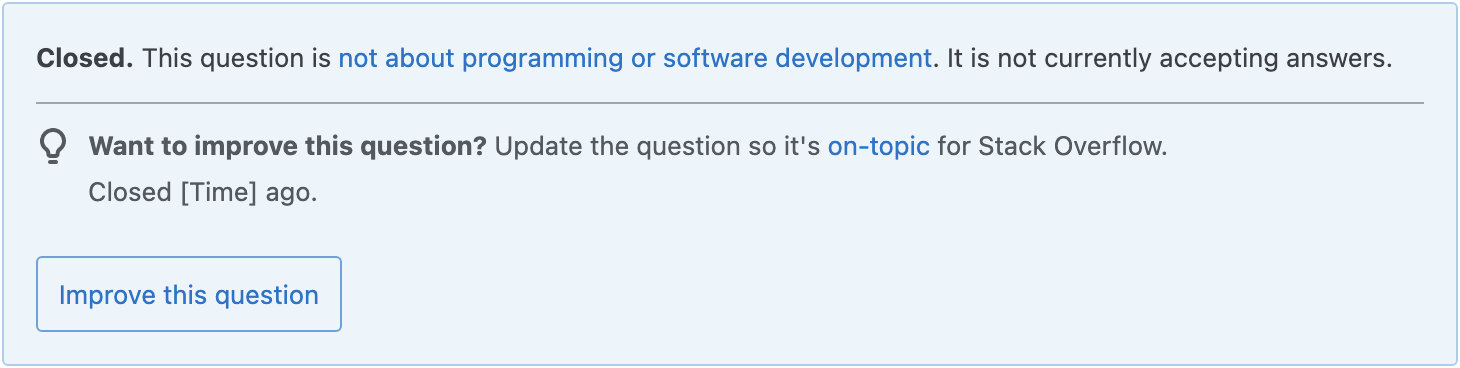 Closed. This question is not about programming or software development. It is not currently accepting answers.
Want to improve this question? Update the question so it's on-topic for Stack Overflow.
Closed [Time] ago.
Improve this question